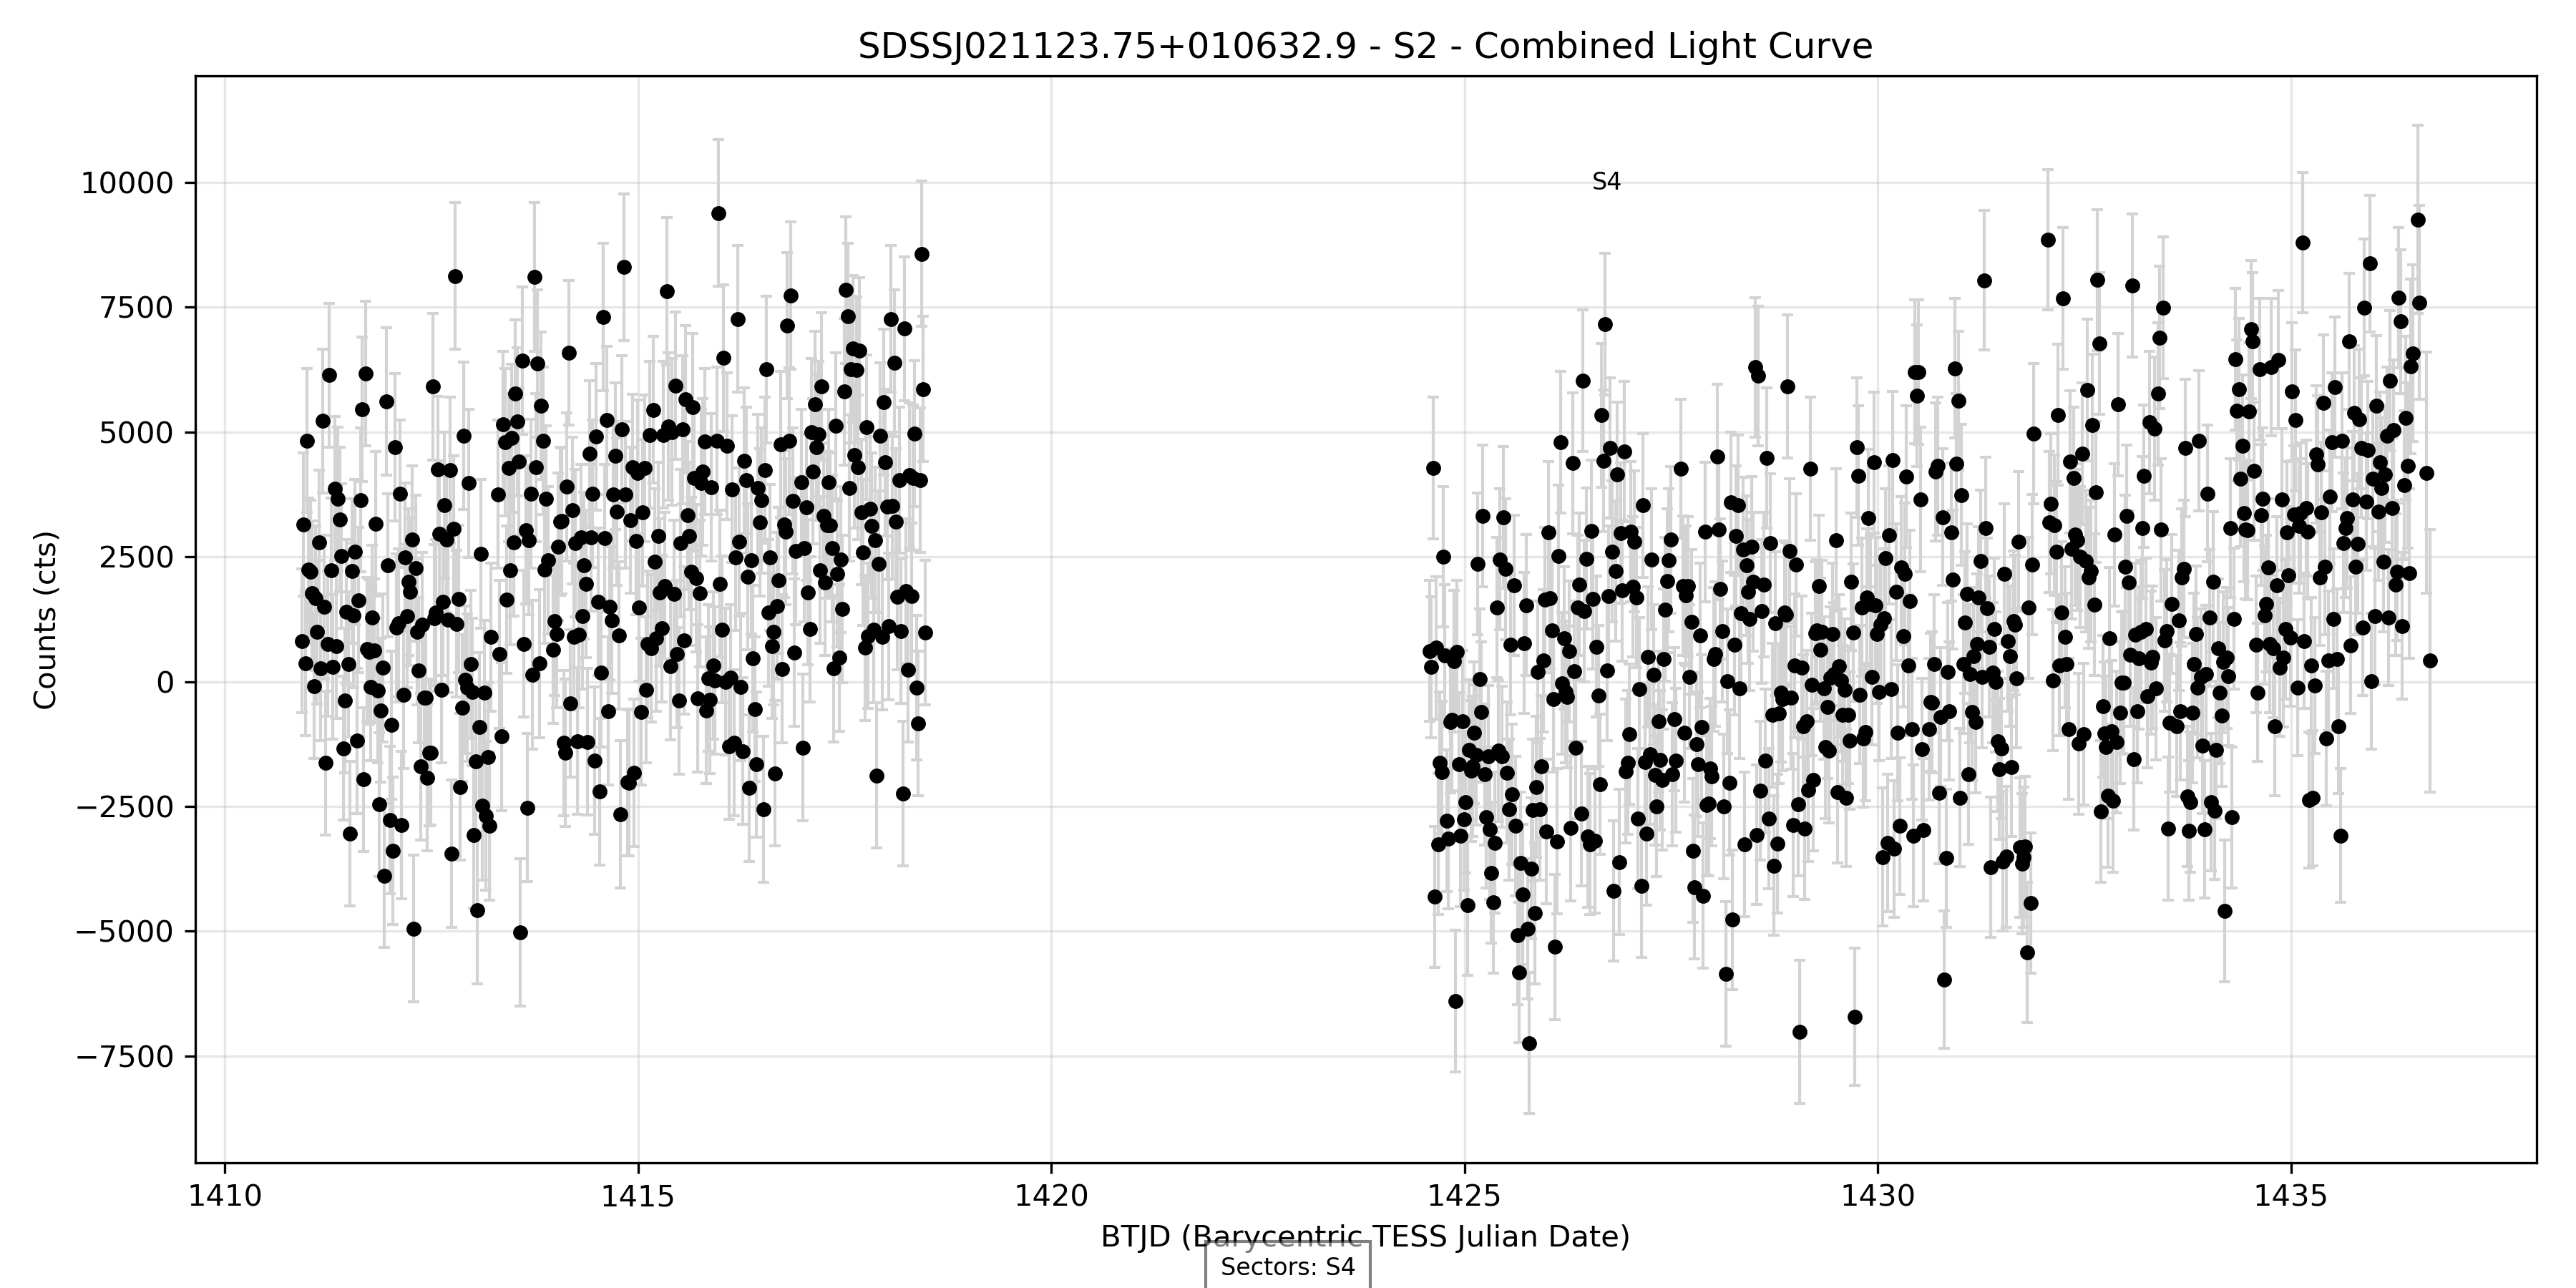 SDSSJ021123.75+010632.9 - S2 - Combined Light Curve
S4
10000
7500
5000
2500
0
−2500
−5000
−7500
Counts (cts)
1410 1415 1420 1425 1430 1435
BTJD (Barycentric TESS Julian Date)
Sectors: S4